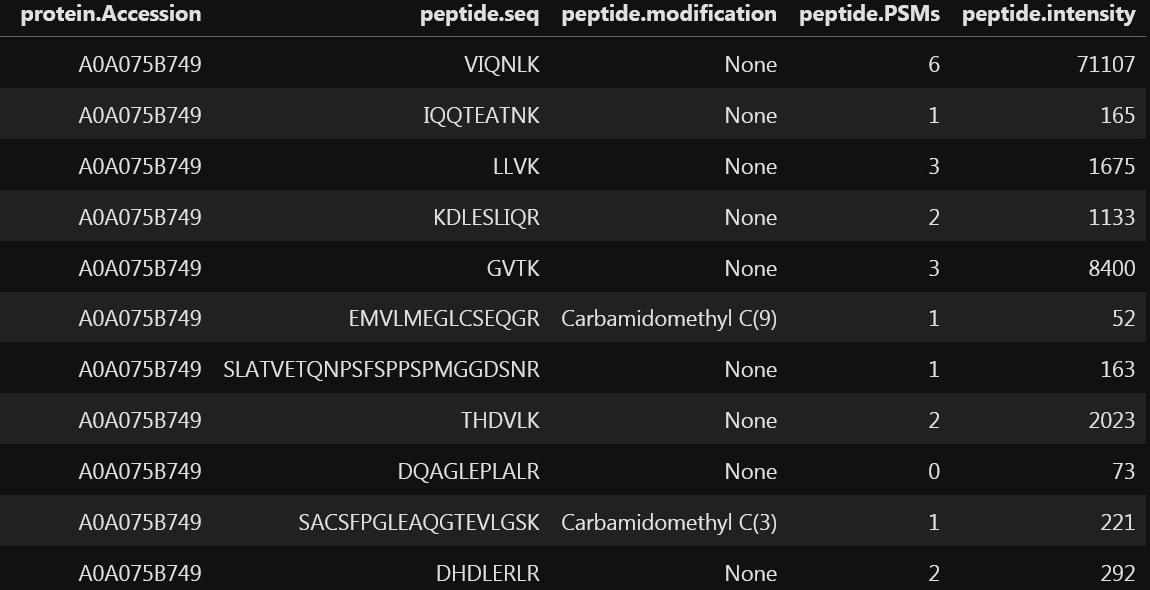 protein.Accession peptide.seq peptide.modification peptide.PSMs peptide.intensity
A0A075B749 VIQNLK None 6 71107
A0A075B749 IQQTEATNK None 1 165
A0A075B749 LLVK None 3 1675
A0A075B749 KDLESLIQR None 2 1133
A0A075B749 GVTK None 3 8400
A0A075B749 EMVLMEGLCSEQGR Carbamidomethyl C(9) 1 52
A0A075B749 SLATVETQNPSFSPPSPMGGDSNR None 1 163
A0A075B749 THDVLK None 2 2023
A0A075B749 DQAGLEPLALR None 0 73
A0A075B749 SACSFPGLEAQGTEVLGSK Carbamidomethyl C(3) 1 221
A0A075B749 DHDLERLR None 2 292